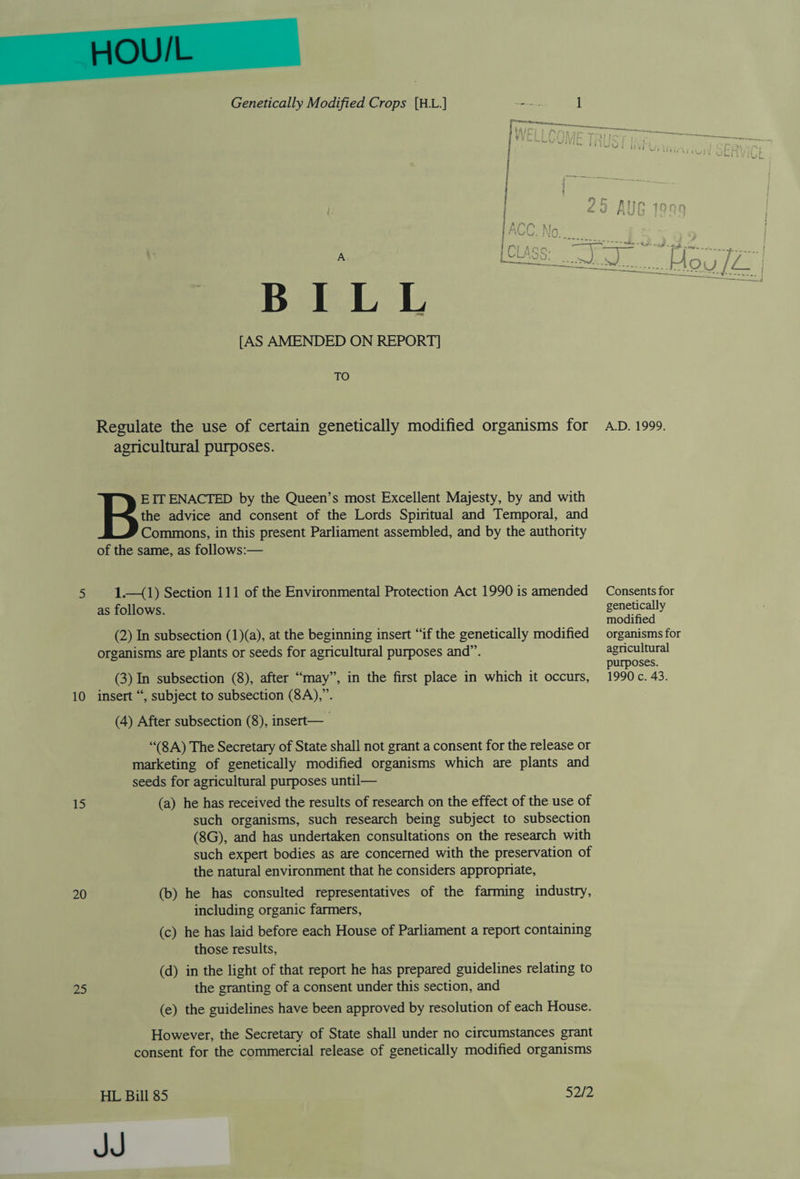 HOU/L
Genetically Modified Crops [H.L.] 1
WELLCOME TRUST INFORMATION SERVICE
25 AUG 1999
ACC. No.
CLASS: JJ Hou/L
A
BILL
[AS AMENDED ON REPORT]
TO
Regulate the use of certain genetically modified organisms for A.D. 1999.
agricultural purposes.
BE IT ENACTED by the Queen's most Excellent Majesty, by and with
the advice and consent of the Lords Spiritual and Temporal, and
Commons, in this present Parliament assembled, and by the authority
of the same, as follows:—
5 1.—(1) Section 111 of the Environmental Protection Act 1990 is amended
as follows.
Consents for
genetically
modified
organisms for
agricultural
purposes.
1990 c. 43.
(2) In subsection (1)(a), at the beginning insert “if the genetically modified
organisms are plants or seeds for agricultural purposes and”.
(3) In subsection (8), after “may”, in the first place in which it occurs,
10 insert “, subject to subsection (8A),”.
(4) After subsection (8), insert—
“(8A) The Secretary of State shall not grant a consent for the release or
marketing of genetically modified organisms which are plants and
seeds for agricultural purposes until—
15 (a) he has received the results of research on the effect of the use of
such organisms, such research being subject to subsection
(8G), and has undertaken consultations on the research with
such expert bodies as are concerned with the preservation of
the natural environment that he considers appropriate,
20 (b) he has consulted representatives of the farming industry,
including organic farmers,
(c) he has laid before each House of Parliament a report containing
those results,
(d) in the light of that report he has prepared guidelines relating to
25 the granting of a consent under this section, and
(e) the guidelines have been approved by resolution of each House.
However, the Secretary of State shall under no circumstances grant
consent for the commercial release of genetically modified organisms
HL Bill 85 52/2
JJ